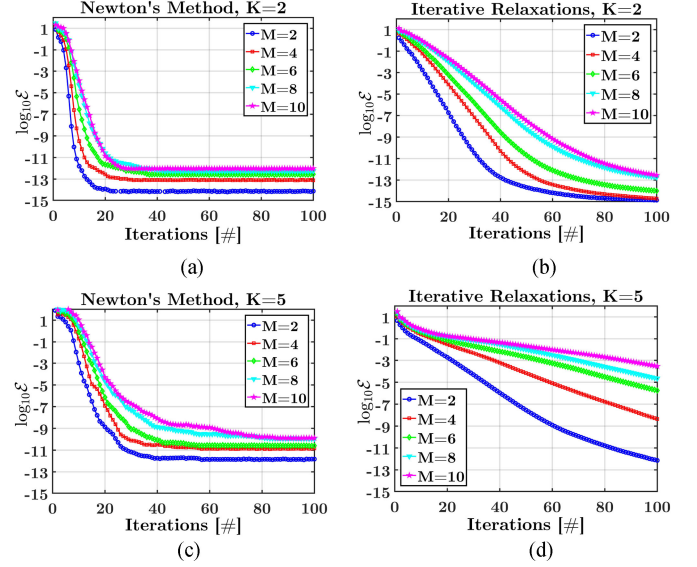 Newton's Method, K=2
log₁₀ℰ
1
-1
-3
-5
-7
-9
-11
-13
-15
0 20 40 60 80 100
Iterations [#]
M=2
M=4
M=6
M=8
M=10
(a)
Iterative Relaxations, K=2
log₁₀ℰ
1
-1
-3
-5
-7
-9
-11
-13
-15
0 20 40 60 80 100
Iterations [#]
M=2
M=4
M=6
M=8
M=10
(b)
Newton's Method, K=5
log₁₀ℰ
1
-1
-3
-5
-7
-9
-11
-13
-15
0 20 40 60 80 100
Iterations [#]
M=2
M=4
M=6
M=8
M=10
(c)
Iterative Relaxations, K=5
log₁₀ℰ
1
-1
-3
-5
-7
-9
-11
-13
-15
0 20 40 60 80 100
Iterations [#]
M=2
M=4
M=6
M=8
M=10
(d)